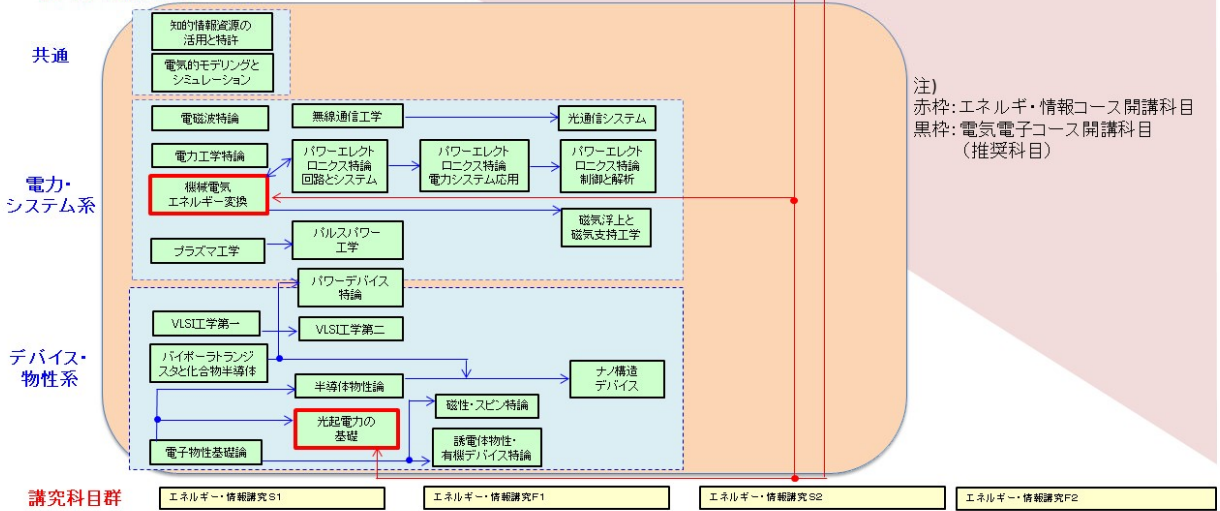 共通
知的情報資源の
活用と特許
電気的モデリングと
シミュレーション
注)
赤枠:エネルギ・情報コース開講科目
黒枠:電気電子コース開講科目
(推奨科目)
電力・
システム系
電磁波特論
無線通信工学
光通信システム
電力工学特論
パワーエレクト
ロニクス特論
回路とシステム
パワーエレクト
ロニクス特論
電力システム応用
パワーエレクト
ロニクス特論
制御と解析
機械電気
エネルギー変換
磁気浮上と
磁気支持工学
プラズマ工学
パルスパワー
工学
デバイス・
物性系
パワーデバイス
特論
VLSI工学第一
VLSI工学第二
バイポーラトランジ
スタと化合物半導体
半導体物性論
ナノ構造
デバイス
磁性・スピン特論
光起電力の
基礎
電子物性基礎論
誘電体物性・
有機デバイス特論
講究科目群
エネルギー・情報講究S1
エネルギー・情報講究F1
エネルギー・情報講究S2
エネルギー・情報講究F2